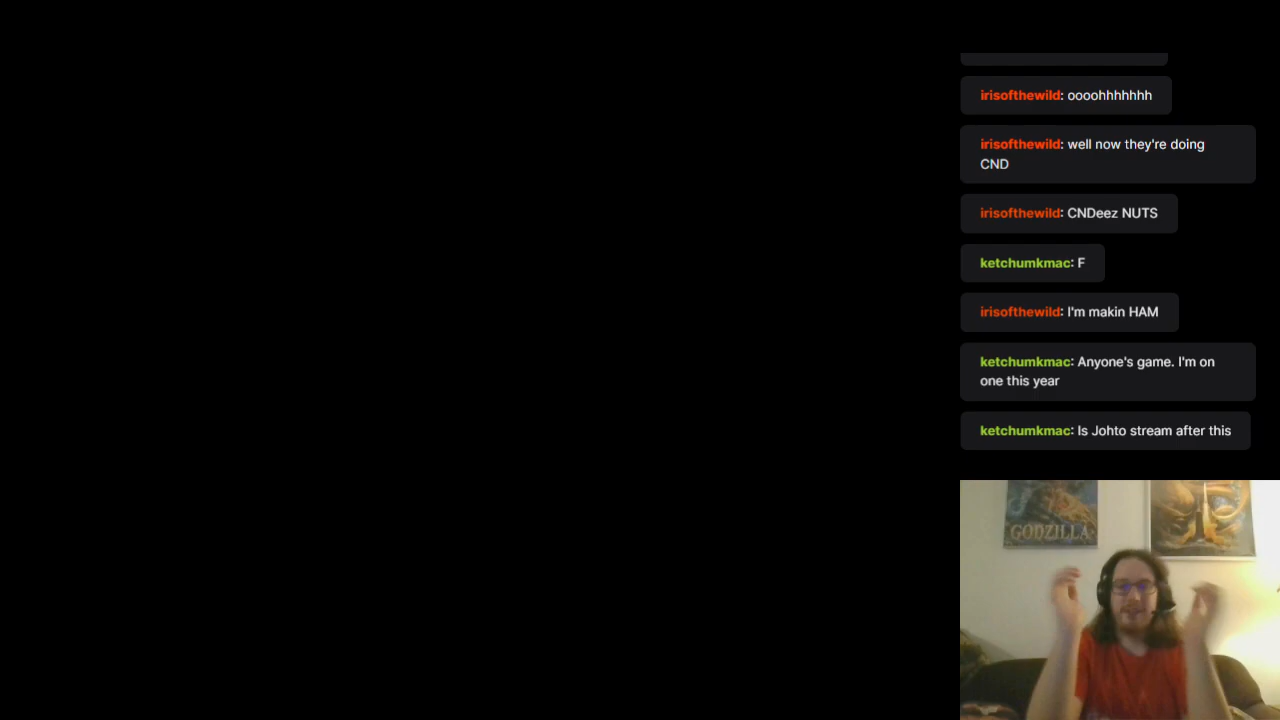 irisofthewild: oooohhhhhhh
irisofthewild: well now they're doing
CND
irisofthewild: CNDeez NUTS
ketchumkmac: F
irisofthewild: I'm makin HAM
ketchumkmac: Anyone's game. I'm on
one this year
ketchumkmac: Is Johto stream after this
GODZILLA